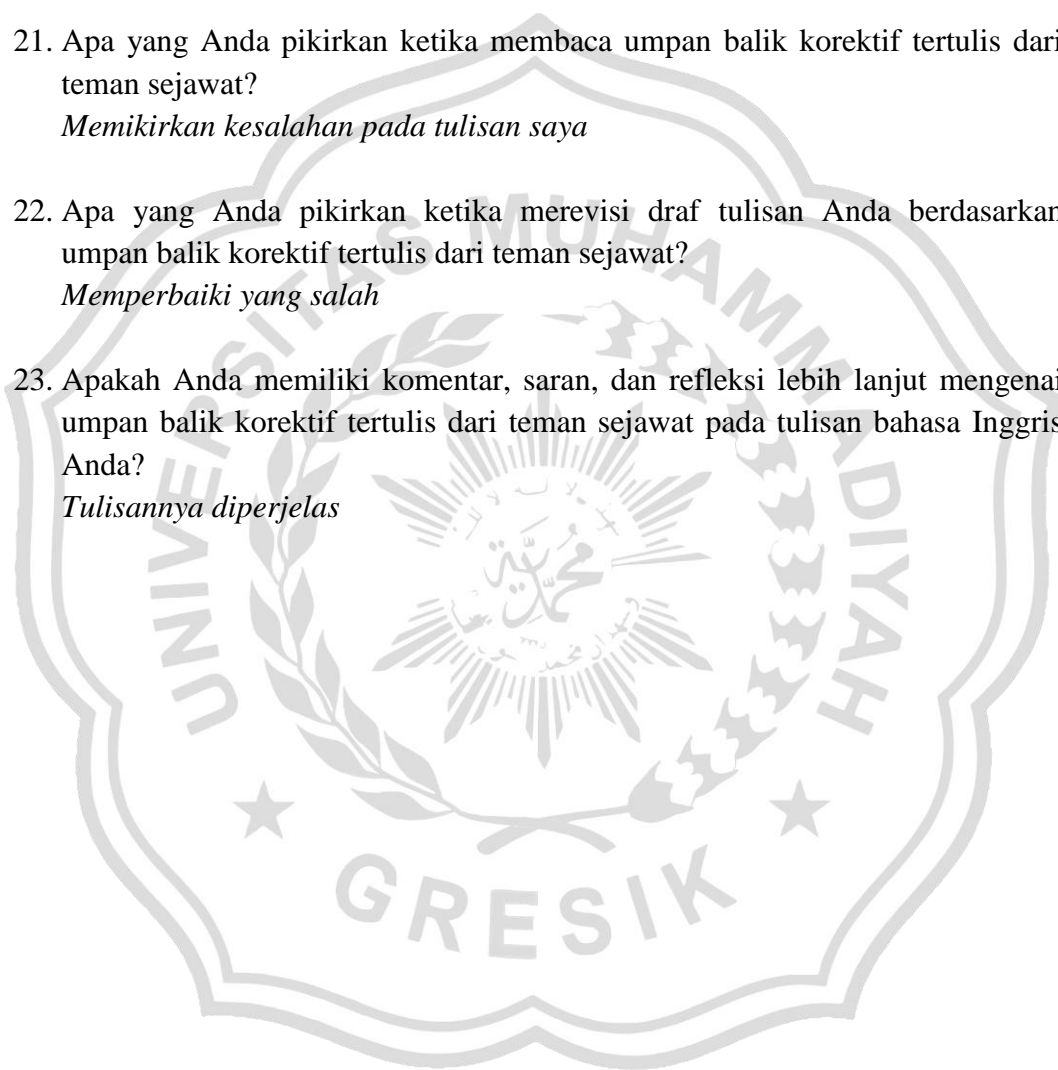 21. Apa yang Anda pikirkan ketika membaca umpan balik korektif tertulis dari
teman sejawat?
Memikirkan kesalahan pada tulisan saya
22. Apa yang Anda pikirkan ketika merevisi draf tulisan Anda berdasarkan
umpan balik korektif tertulis dari teman sejawat?
Memperbaiki yang salah
23. Apakah Anda memiliki komentar, saran, dan refleksi lebih lanjut mengenai
umpan balik korektif tertulis dari teman sejawat pada tulisan bahasa Inggris
Anda?
Tulisannya diperjelas
UNIVERSITAS MUHAMMADIYAH
GRESIK